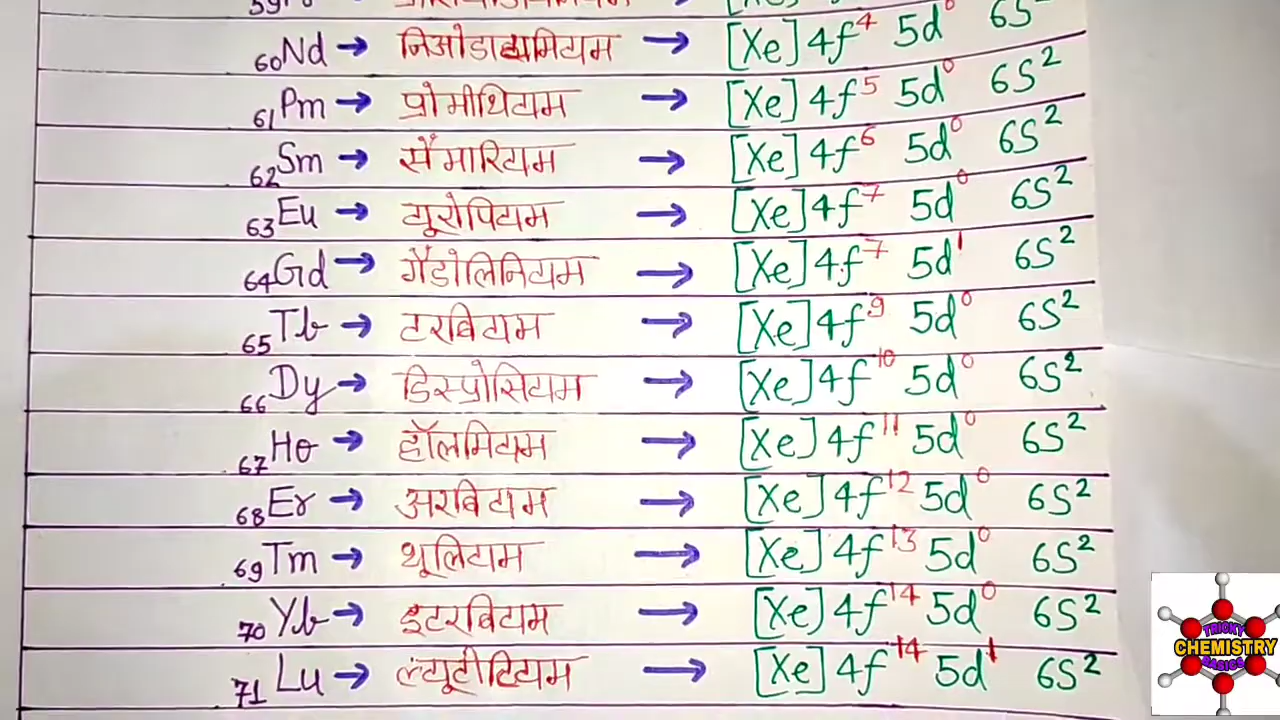 59
₆₀Nd → निओडाइमियम → [Xe] 4f⁴ 5d⁰ 6S²
₆₁Pm → प्रोमीथियम → [Xe] 4f⁵ 5d⁰ 6S²
₆₂Sm → सैमारियम → [Xe] 4f⁶ 5d⁰ 6S²
₆₃Eu → यूरोपियम → [Xe] 4f⁷ 5d⁰ 6S²
₆₄Gd → गैडोलिनियम → [Xe] 4f⁷ 5d¹ 6S²
₆₅Tb → टरबियम → [Xe] 4f⁹ 5d⁰ 6S²
₆₆Dy → डिस्प्रोसियम → [Xe] 4f¹⁰ 5d⁰ 6S²
₆₇Ho → हॉलमियम → [Xe] 4f¹¹ 5d⁰ 6S²
₆₈Er → अरबियम → [Xe] 4f¹² 5d⁰ 6S²
₆₉Tm → थूलियम → [Xe] 4f¹³ 5d⁰ 6S²
₇₀Yb → इटरबियम → [Xe] 4f¹⁴ 5d⁰ 6S²
₇₁Lu → ल्यूटीटियम → [Xe] 4f¹⁴ 5d¹ 6S²
TRICKY
CHEMISTRY
BASICS